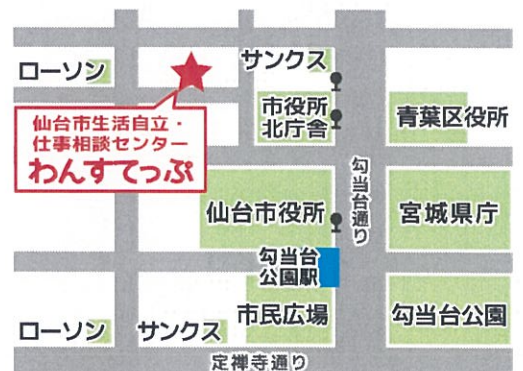 ローソン
サンクス
市役所
北庁舎
青葉区役所
仙台市生活自立・
仕事相談センター
わんすてっぷ
勾当台通り
仙台市役所
宮城県庁
勾当台
公園駅
市民広場
勾当台公園
ローソン
サンクス
定禅寺通り